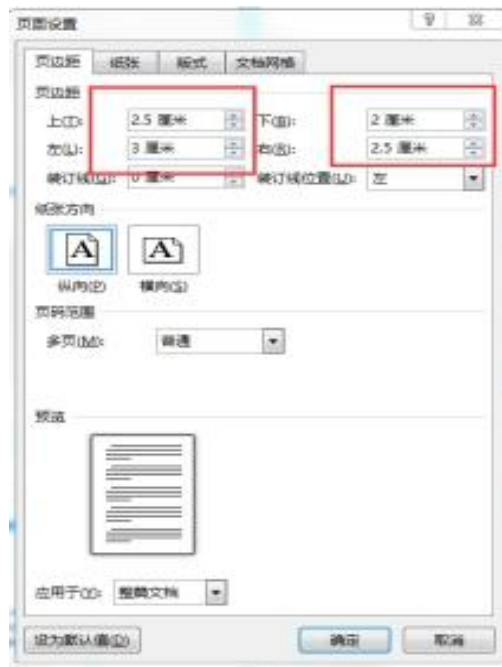 页面设置
页边距 纸张 版式 文档网格
页边距
上(T): 2.5 厘米 下(B): 2 厘米
左(L): 3 厘米 右(R): 2.5 厘米
装订线(G): 0 厘米 装订线位置(U): 左
纸张方向
A A
纵向(P) 横向(S)
页码范围
多页(M): 普通
预览
应用于(Y): 整篇文档
设为默认值(D) 确定 取消